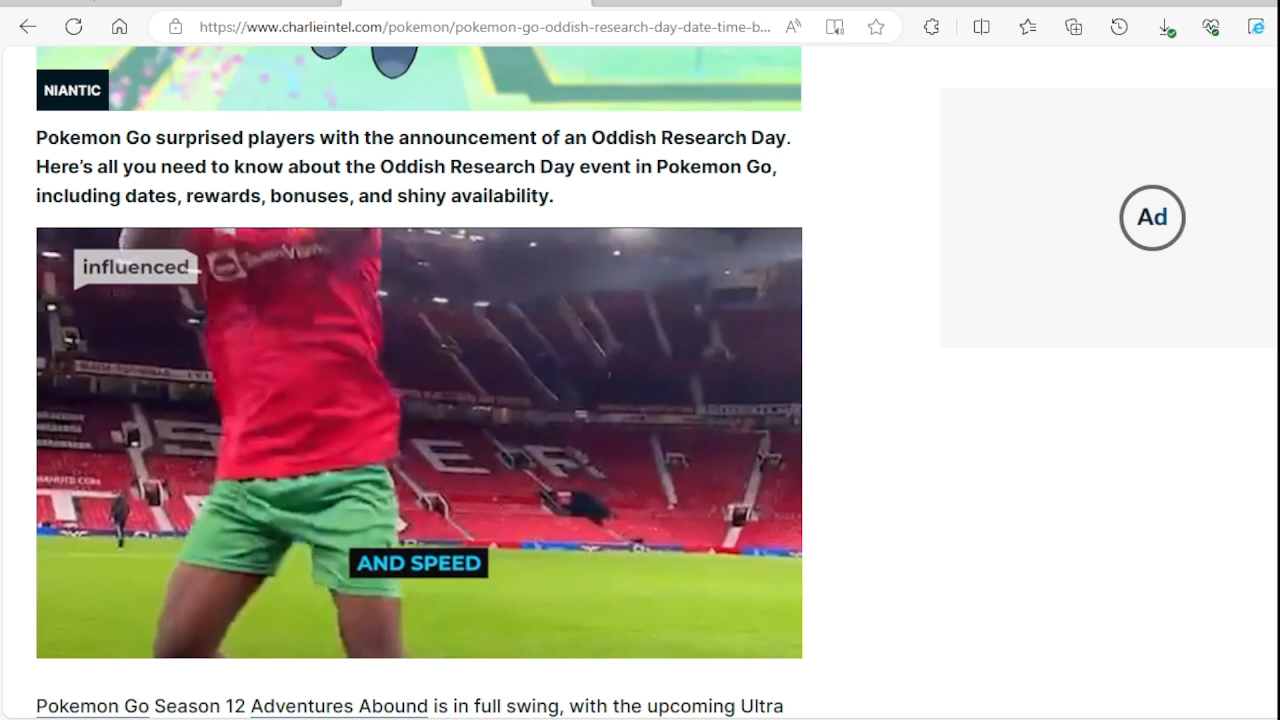 https://www.charlieintel.com/pokemon/pokemon-go-oddish-research-day-date-time-b...
NIANTIC
Pokemon Go surprised players with the announcement of an Oddish Research Day.
Here's all you need to know about the Oddish Research Day event in Pokemon Go,
including dates, rewards, bonuses, and shiny availability.
Ad
influenced
TeamViewer
E F
MANUTD.COM
AND SPEED
Pokemon Go Season 12 Adventures Abound is in full swing, with the upcoming Ultra